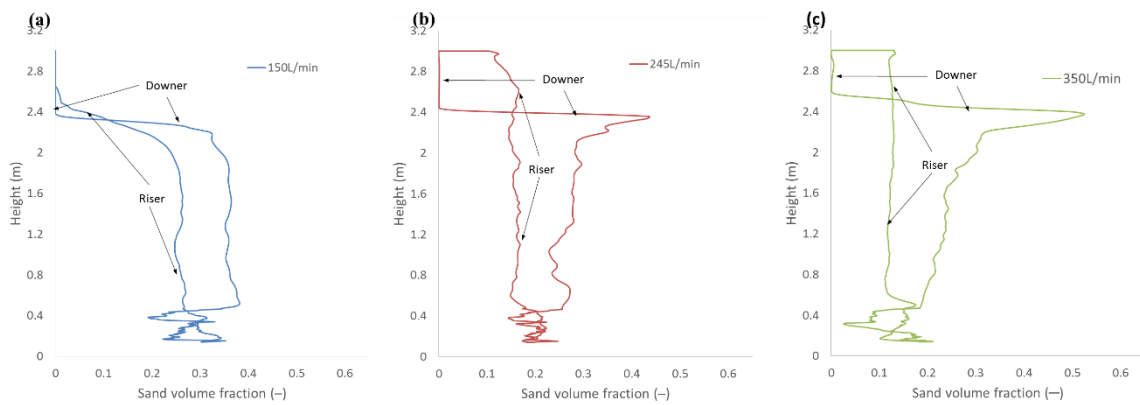 (a)
150L/min
3.2
2.8
2.4
2
1.6
1.2
0.8
0.4
0
Height (m)
Downer
Riser
0 0.1 0.2 0.3 0.4 0.5 0.6
Sand volume fraction (–)
(b)
245L/min
3.2
2.8
2.4
2
1.6
1.2
0.8
0.4
0
Height (m)
Downer
Riser
0 0.1 0.2 0.3 0.4 0.5 0.6
Sand volume fraction (–)
(c)
350L/min
3.2
2.8
2.4
2
1.6
1.2
0.8
0.4
0
Height (m)
Downer
Riser
0 0.1 0.2 0.3 0.4 0.5 0.6
Sand volume fraction (—)